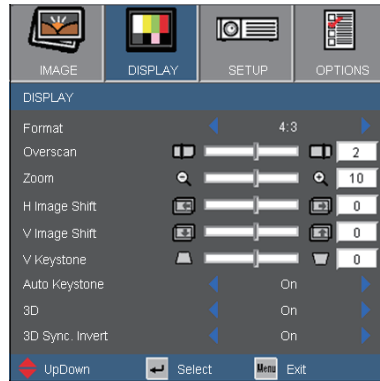 IMAGE DISPLAY SETUP OPTIONS
DISPLAY
Format 4:3
Overscan 2
Zoom 10
H Image Shift 0
V Image Shift 0
V Keystone 0
Auto Keystone On
3D On
3D Sync. Invert On
UpDown Select Menu Exit